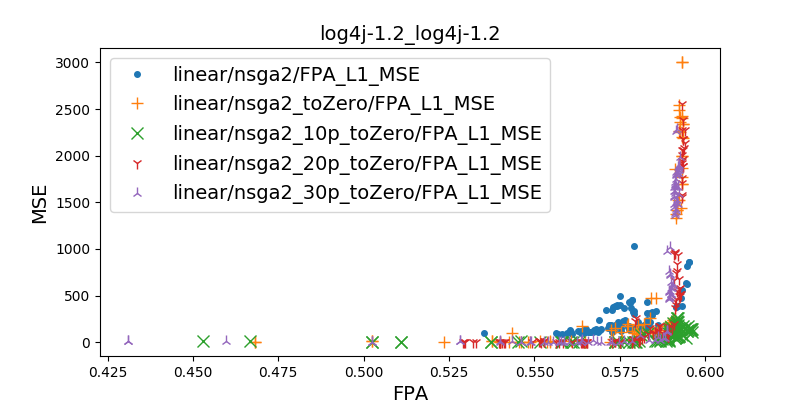 log4j-1.2_log4j-1.2
3000
2500
2000
1500
1000
500
0
MSE
linear/nsga2/FPA_L1_MSE
linear/nsga2_toZero/FPA_L1_MSE
linear/nsga2_10p_toZero/FPA_L1_MSE
linear/nsga2_20p_toZero/FPA_L1_MSE
linear/nsga2_30p_toZero/FPA_L1_MSE
0.425 0.450 0.475 0.500 0.525 0.550 0.575 0.600
FPA